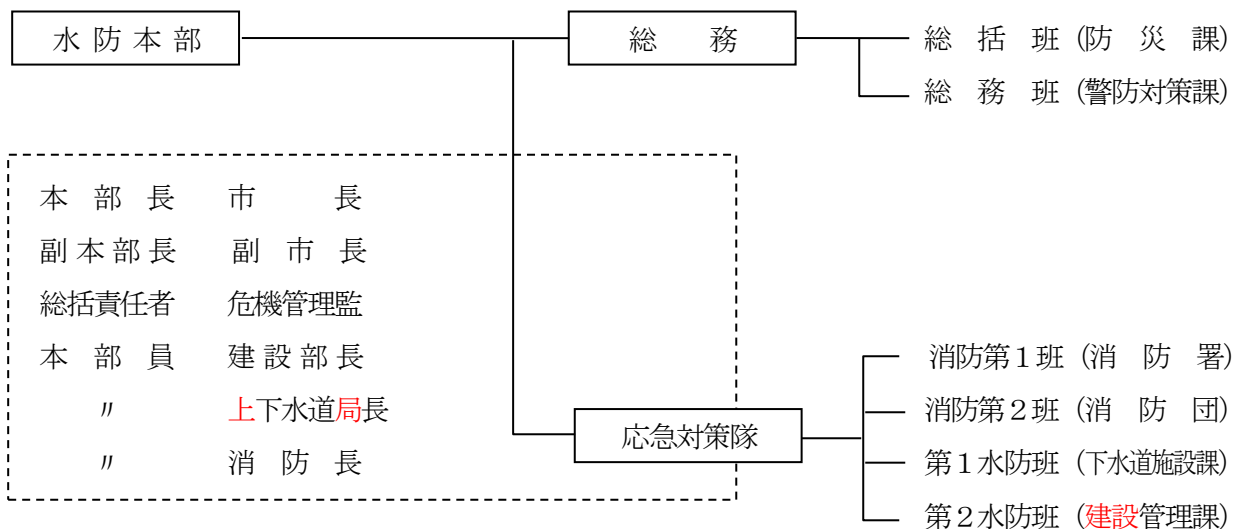 水防本部
総務
総括班（防災課）
総務班（警防対策課）
本部長 市長
副本部長 副市長
総括責任者 危機管理監
本部員 建設部長
〃 上下水道局長
〃 消防長
応急対策隊
消防第１班（消防署）
消防第２班（消防団）
第１水防班（下水道施設課）
第２水防班（建設管理課）